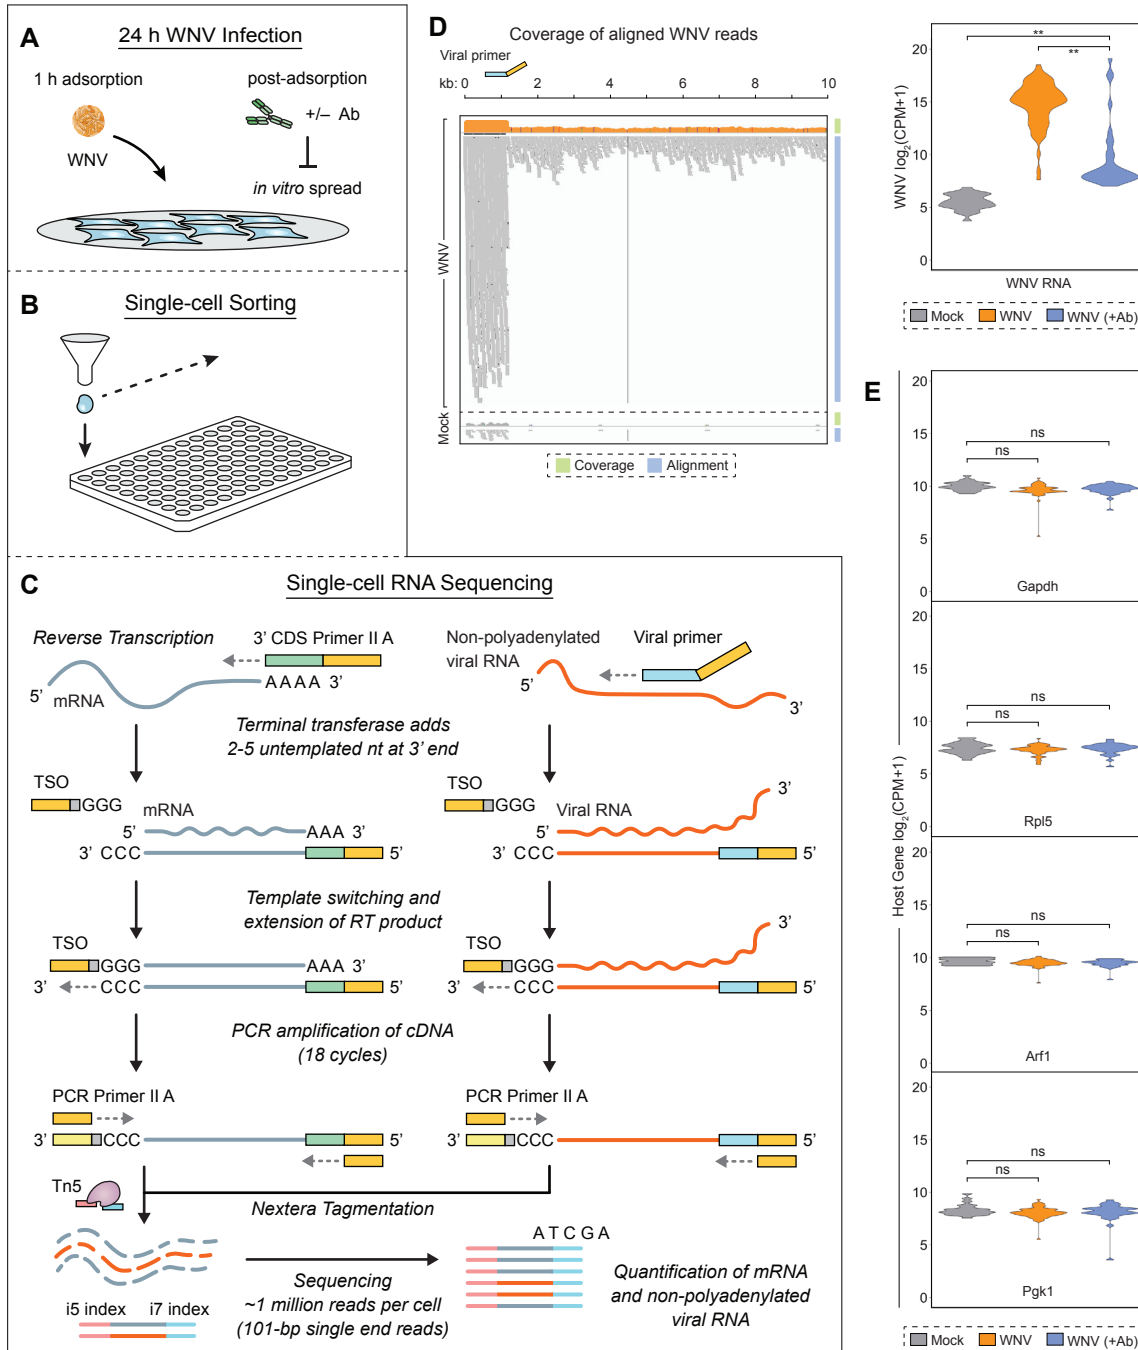 A
24 h WNV Infection
1 h adsorption
post-adsorption
+/– Ab
WNV
in vitro spread
B
Single-cell Sorting
C
Single-cell RNA Sequencing
Reverse Transcription
3’ CDS Primer II A
Non-polyadenylated
viral RNA
Viral primer
5’
mRNA
AAAA 3’
5’
3’
Terminal transferase adds
2-5 untemplated nt at 3’ end
TSO
GGG
mRNA
5’
AAA 3’
3’ CCC
5’
TSO
GGG
Viral RNA
3’
5’
3’ CCC
5’
Template switching and
extension of RT product
TSO
GGG
AAA 3’
3’
CCC
5’
TSO
GGG
3’
3’
CCC
5’
PCR amplification of cDNA
(18 cycles)
PCR Primer II A
3’
CCC
5’
PCR Primer II A
3’
CCC
5’
Tn5
Nextera Tagmentation
i5 index
i7 index
Sequencing
~1 million reads per cell
(101-bp single end reads)
ATCGA
Quantification of mRNA
and non-polyadenylated
viral RNA
D
Coverage of aligned WNV reads
Viral primer
kb: 0 2 4 6 8 10
WNV
Mock
Coverage
Alignment
WNV log2(CPM+1)
20
15
10
5
0
**
**
WNV RNA
Mock
WNV
WNV (+Ab)
E
Host Gene log2(CPM+1)
20
15
10
5
0
ns
ns
Gapdh
20
15
10
5
0
ns
ns
Rpl5
20
15
10
5
0
ns
ns
Arf1
20
15
10
5
0
ns
ns
Pgk1
Mock
WNV
WNV (+Ab)